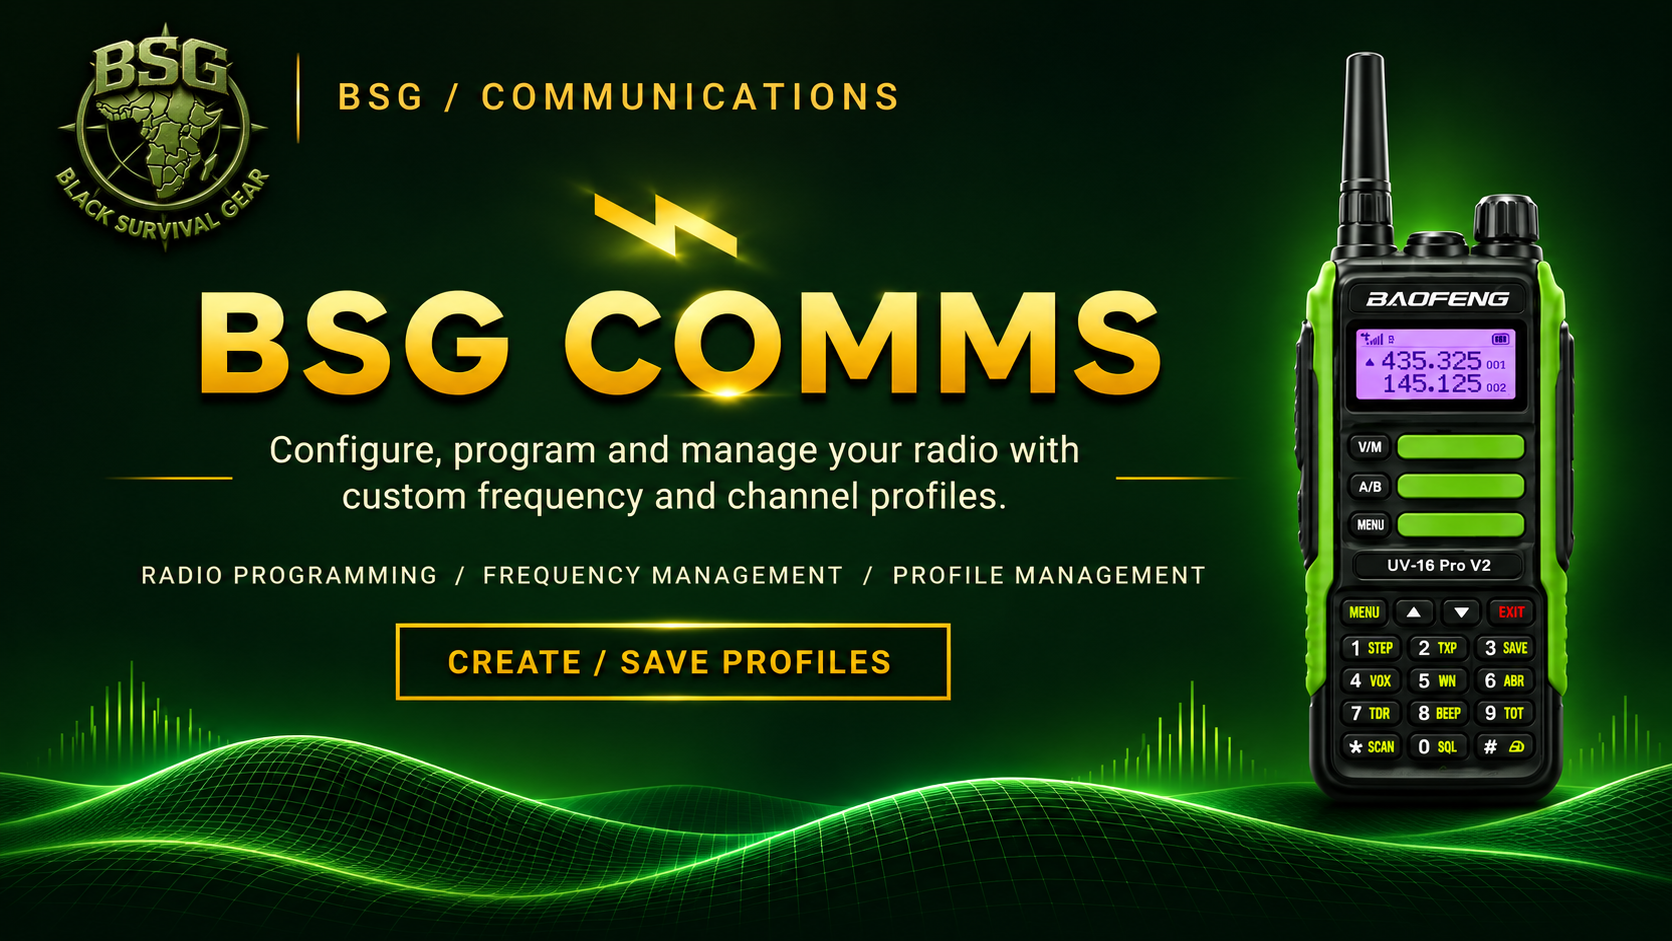 BSG
BLACK SURVIVAL GEAR
BSG / COMMUNICATIONS
BSG COMMS
Configure, program and manage your radio with
custom frequency and channel profiles.
RADIO PROGRAMMING / FREQUENCY MANAGEMENT / PROFILE MANAGEMENT
CREATE / SAVE PROFILES
BAOFENG
435.325 001
145.125 002
V/M
A/B
MENU
UV-16 Pro V2
MENU ▲ ▼ EXIT
1 STEP 2 TXP 3 SAVE
4 VOX 5 WN 6 ABR
7 TDR 8 BEEP 9 TOT
* SCAN 0 SQL #